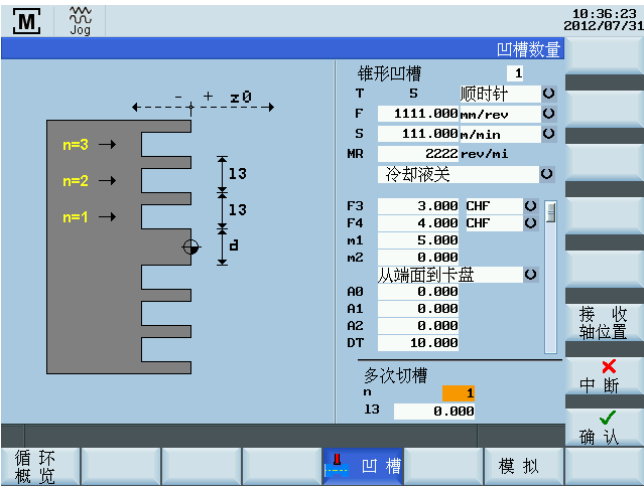 M
Jog
10:36:23
2012/07/31
凹槽数量
锥形凹槽 1
T 5 顺时针
F 1111.000 mm/rev
S 111.000 m/min
MR 2222 rev/mi
冷却液关
F3 3.000 CHF
F4 4.000 CHF
m1 5.000
m2 0.000
从端面到卡盘
A0 0.000
A1 0.000
A2 0.000
DT 10.000
多次切槽
n 1
l3 0.000
- + z0
n=3
n=2
n=1
l3
l3
d
接 收
轴位置
中 断
确 认
循 环
概 览
凹 槽
模 拟